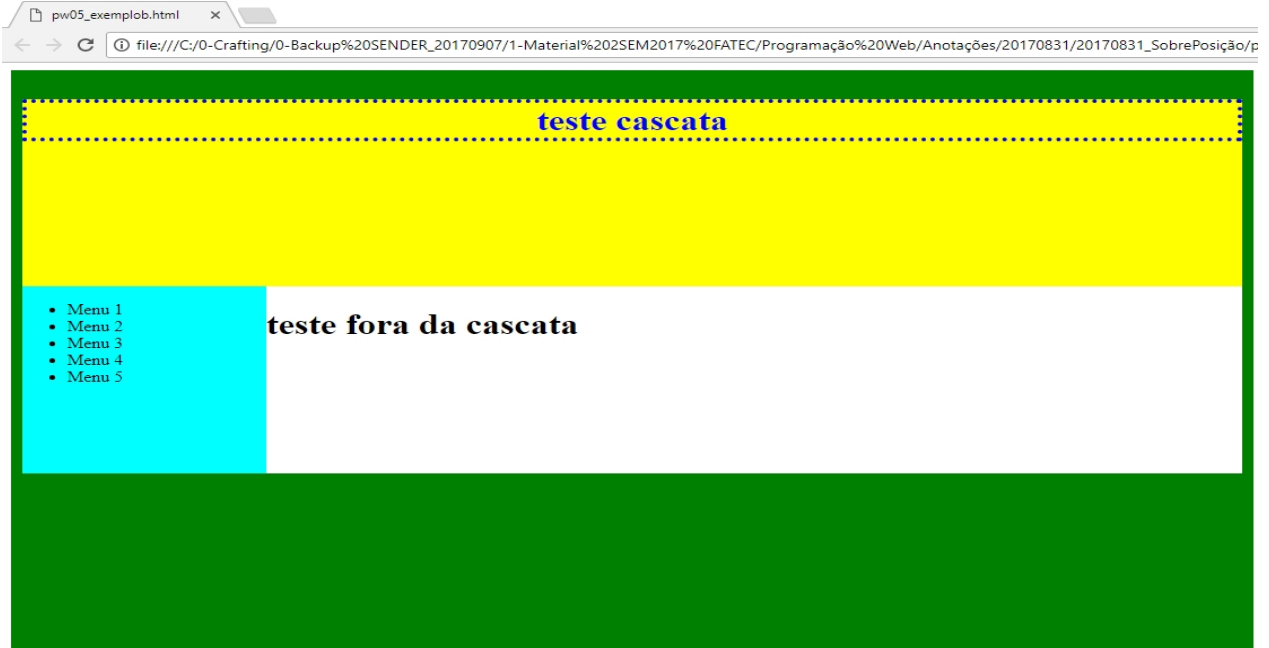 pw05_exemplob.html
file:///C:/0-Crafting/0-Backup%20SENDER_20170907/1-Material%202SEM2017%20FATEC/Programação%20Web/Anotações/20170831/20170831_SobrePosição/p
teste cascata
Menu 1
teste fora da cascata
Menu 2
Menu 3
Menu 4
Menu 5